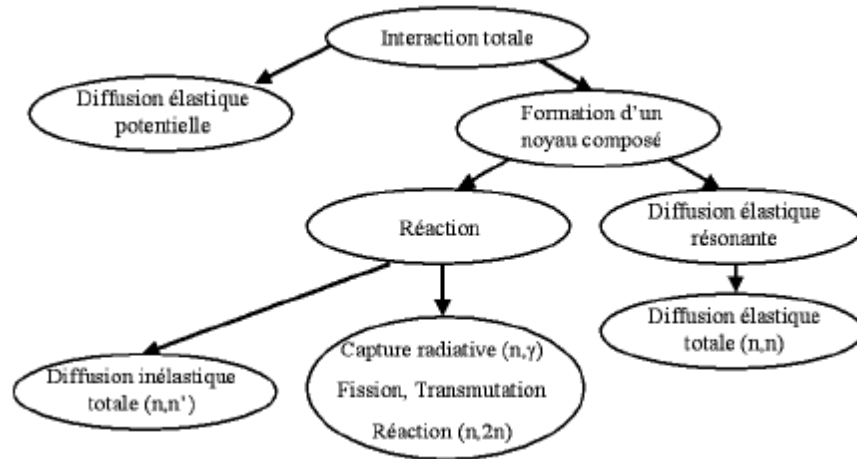 Interaction totale
Diffusion élastique
potentielle
Formation d'un
noyau composé
Réaction
Diffusion élastique
résonante
Diffusion élastique
totale (n,n)
Diffusion inélastique
totale (n,n')
Capture radiative (n,γ)
Fission, Transmutation
Réaction (n,2n)